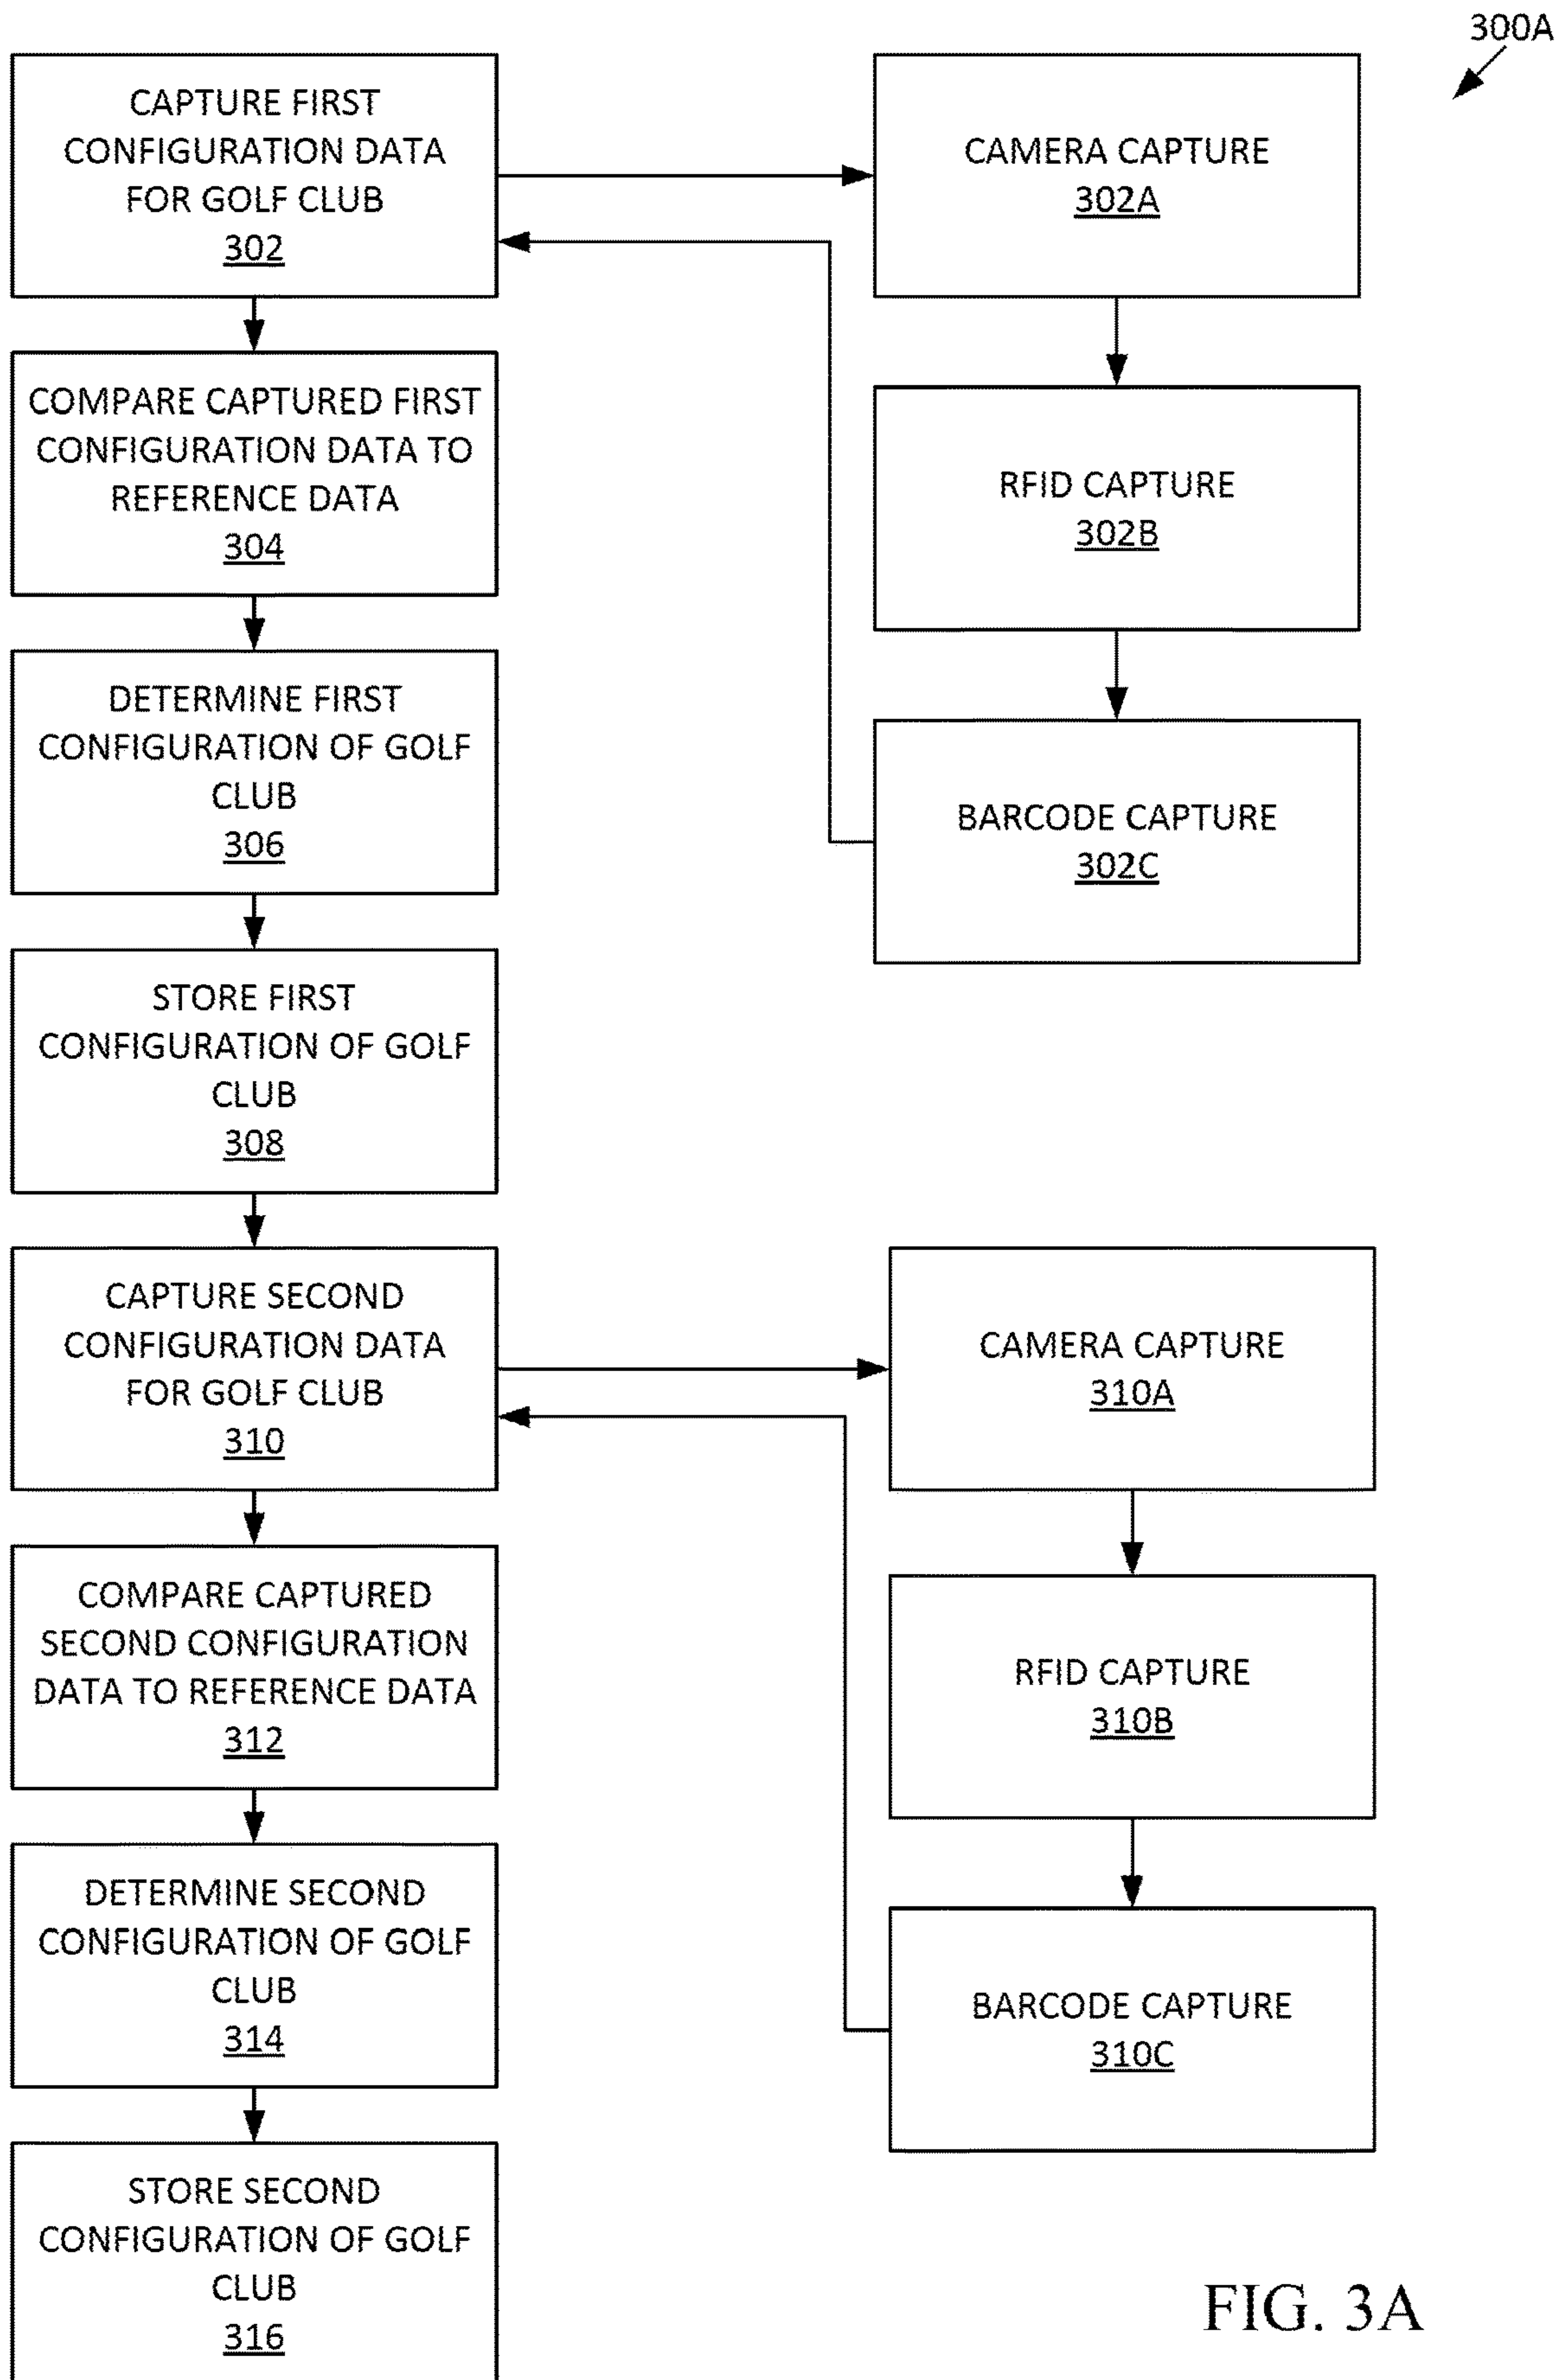 300A
CAPTURE FIRST
CONFIGURATION DATA
FOR GOLF CLUB
302
CAMERA CAPTURE
302A
COMPARE CAPTURED FIRST
CONFIGURATION DATA TO
REFERENCE DATA
304
RFID CAPTURE
302B
DETERMINE FIRST
CONFIGURATION OF GOLF
CLUB
306
BARCODE CAPTURE
302C
STORE FIRST
CONFIGURATION OF GOLF
CLUB
308
CAPTURE SECOND
CONFIGURATION DATA
FOR GOLF CLUB
310
CAMERA CAPTURE
310A
COMPARE CAPTURED
SECOND CONFIGURATION
DATA TO REFERENCE DATA
312
RFID CAPTURE
310B
DETERMINE SECOND
CONFIGURATION OF GOLF
CLUB
314
BARCODE CAPTURE
310C
STORE SECOND
CONFIGURATION OF GOLF
CLUB
316
FIG. 3A